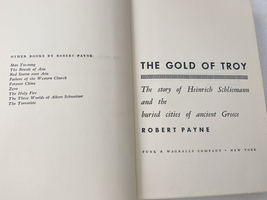 OTHER BOOKS BY ROBERT PAYNE:
Mao Tse-tung
The Revolt of Asia
Red Storm over Asia
Fathers of the Western Church
Forever China
Zero
The Holy Fire
The Three Worlds of Albert Schweitzer
The Terrorists
THE GOLD OF TROY
The story of Heinrich Schliemann
and the
buried cities of ancient Greece
ROBERT PAYNE
FUNK & WAGNALLS COMPANY · NEW YORK